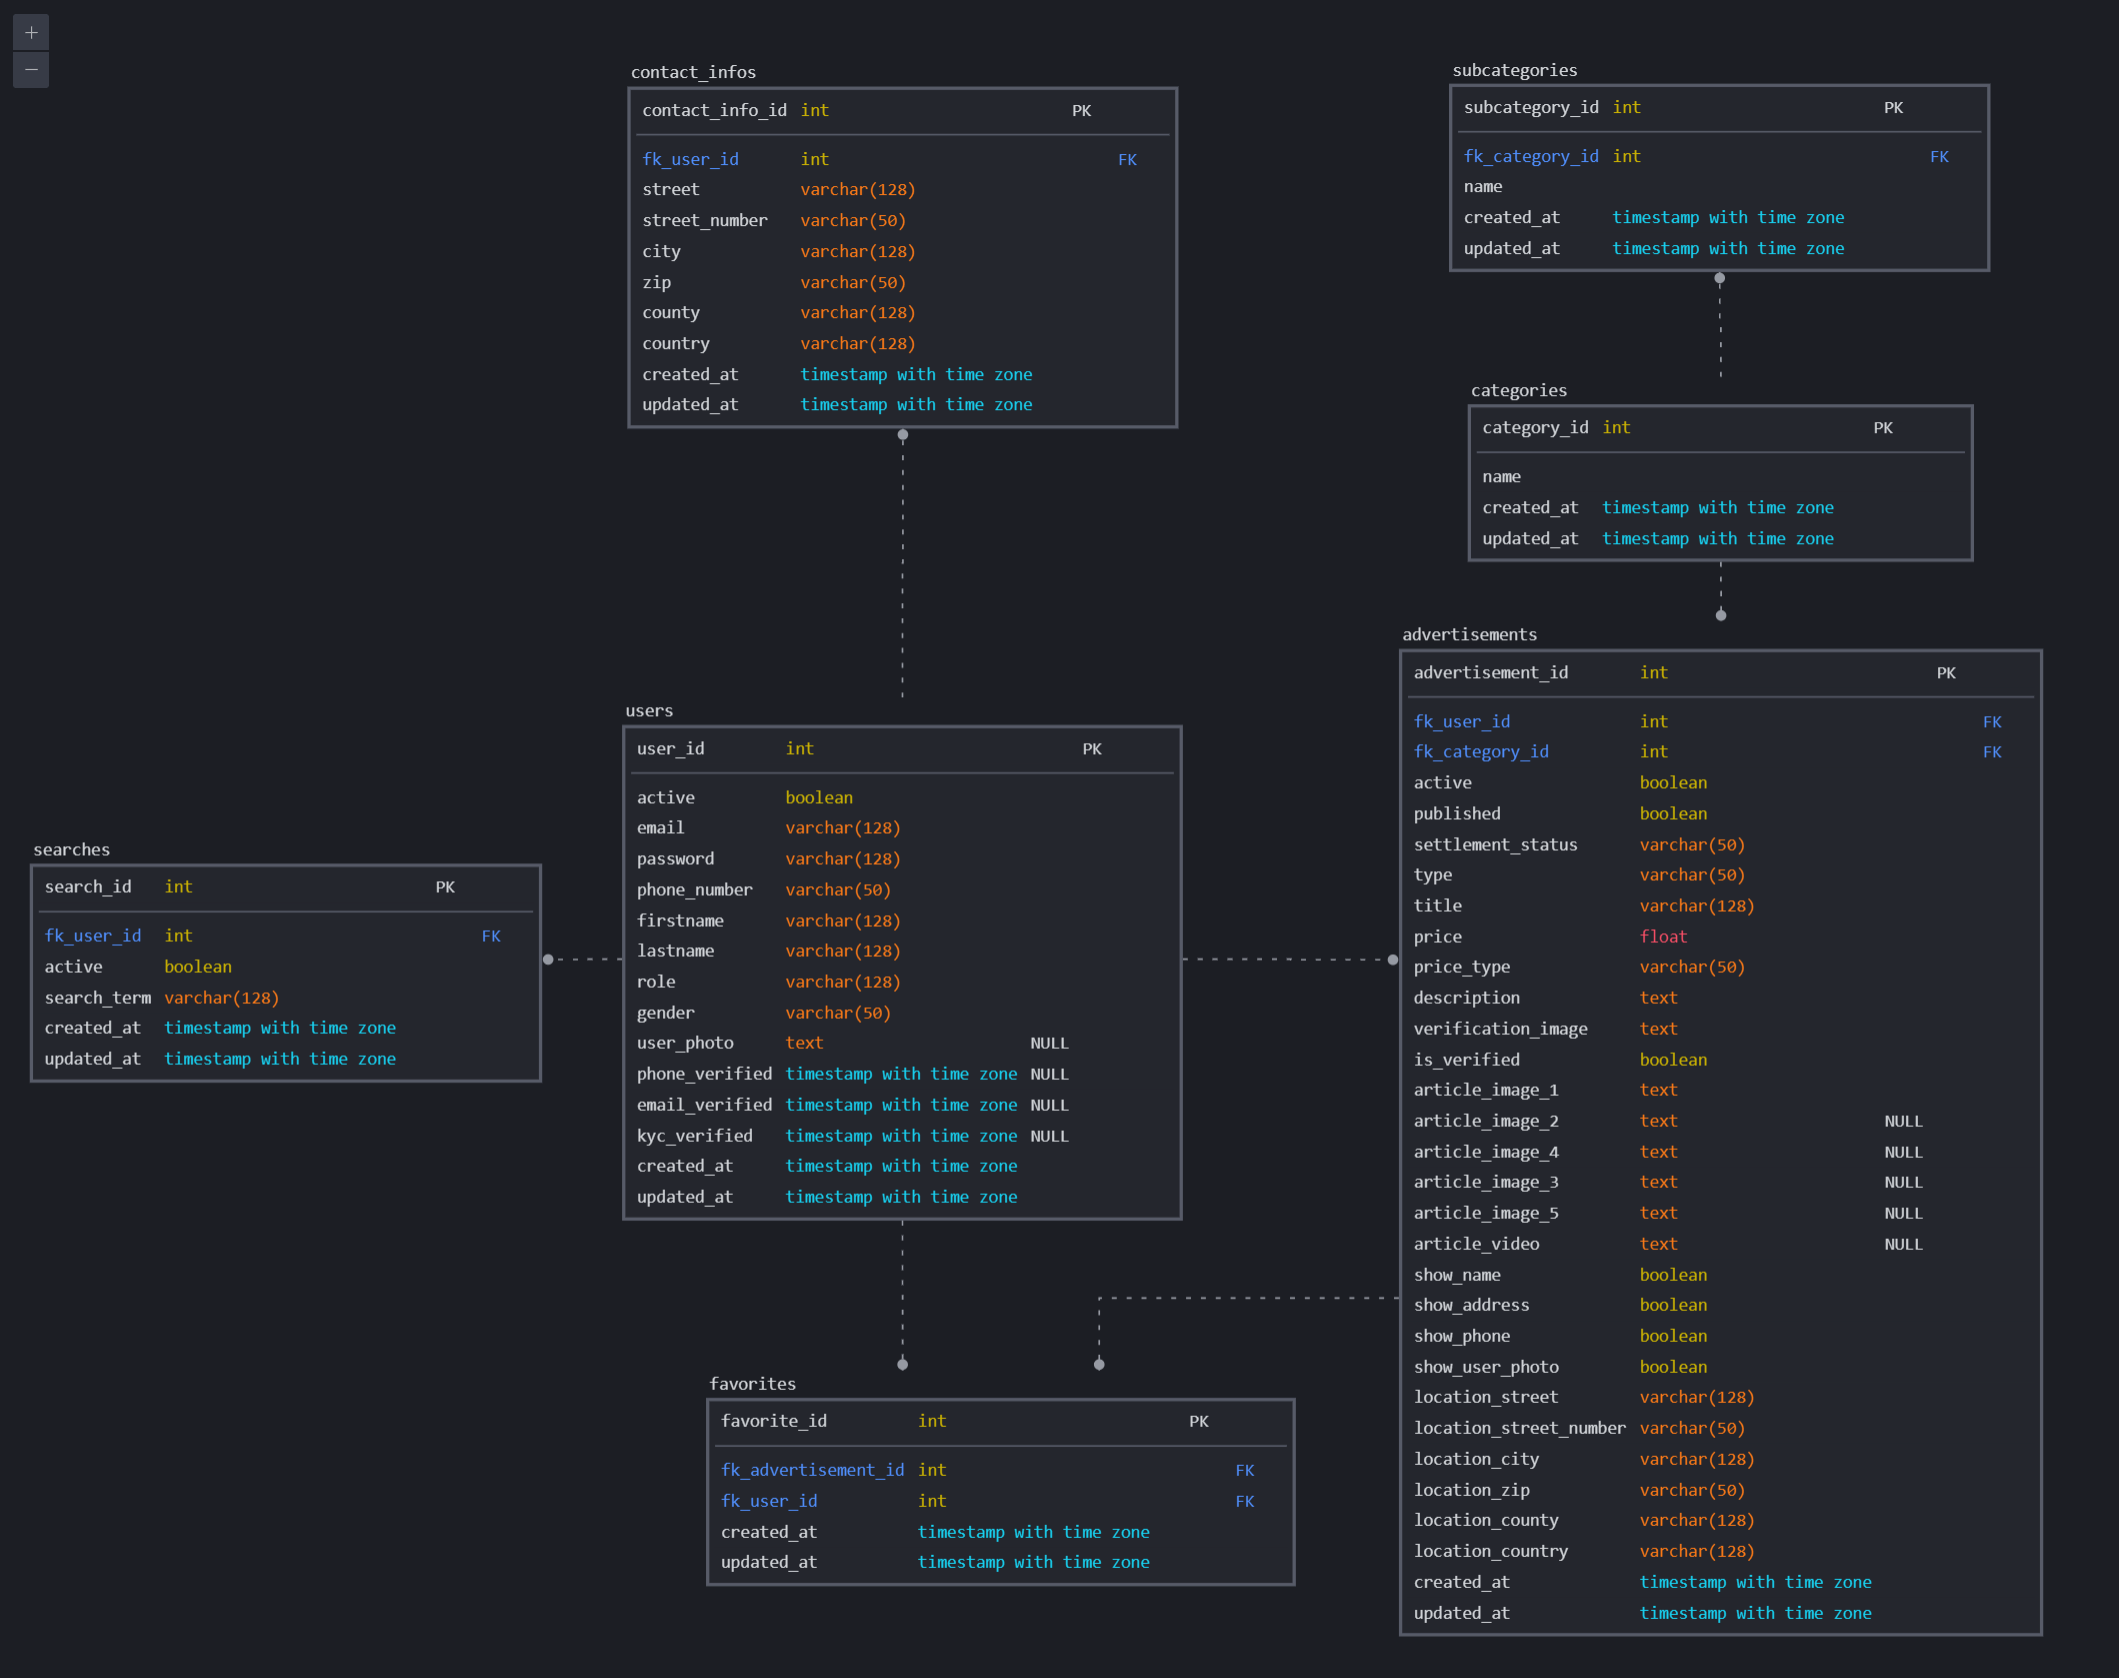 +
−
contact_infos
contact_info_id int PK
fk_user_id int FK
street varchar(128)
street_number varchar(50)
city varchar(128)
zip varchar(50)
county varchar(128)
country varchar(128)
created_at timestamp with time zone
updated_at timestamp with time zone
subcategories
subcategory_id int PK
fk_category_id int FK
name
created_at timestamp with time zone
updated_at timestamp with time zone
categories
category_id int PK
name
created_at timestamp with time zone
updated_at timestamp with time zone
users
user_id int PK
active boolean
email varchar(128)
password varchar(128)
phone_number varchar(50)
firstname varchar(128)
lastname varchar(128)
role varchar(128)
gender varchar(50)
user_photo text NULL
phone_verified timestamp with time zone NULL
email_verified timestamp with time zone NULL
kyc_verified timestamp with time zone NULL
created_at timestamp with time zone
updated_at timestamp with time zone
searches
search_id int PK
fk_user_id int FK
active boolean
search_term varchar(128)
created_at timestamp with time zone
updated_at timestamp with time zone
advertisements
advertisement_id int PK
fk_user_id int FK
fk_category_id int FK
active boolean
published boolean
settlement_status varchar(50)
type varchar(50)
title varchar(128)
price float
price_type varchar(50)
description text
verification_image text
is_verified boolean
article_image_1 text
article_image_2 text NULL
article_image_4 text NULL
article_image_3 text NULL
article_image_5 text NULL
article_video text NULL
show_name boolean
show_address boolean
show_phone boolean
show_user_photo boolean
location_street varchar(128)
location_street_number varchar(50)
location_city varchar(128)
location_zip varchar(50)
location_county varchar(128)
location_country varchar(128)
created_at timestamp with time zone
updated_at timestamp with time zone
favorites
favorite_id int PK
fk_advertisement_id int FK
fk_user_id int FK
created_at timestamp with time zone
updated_at timestamp with time zone